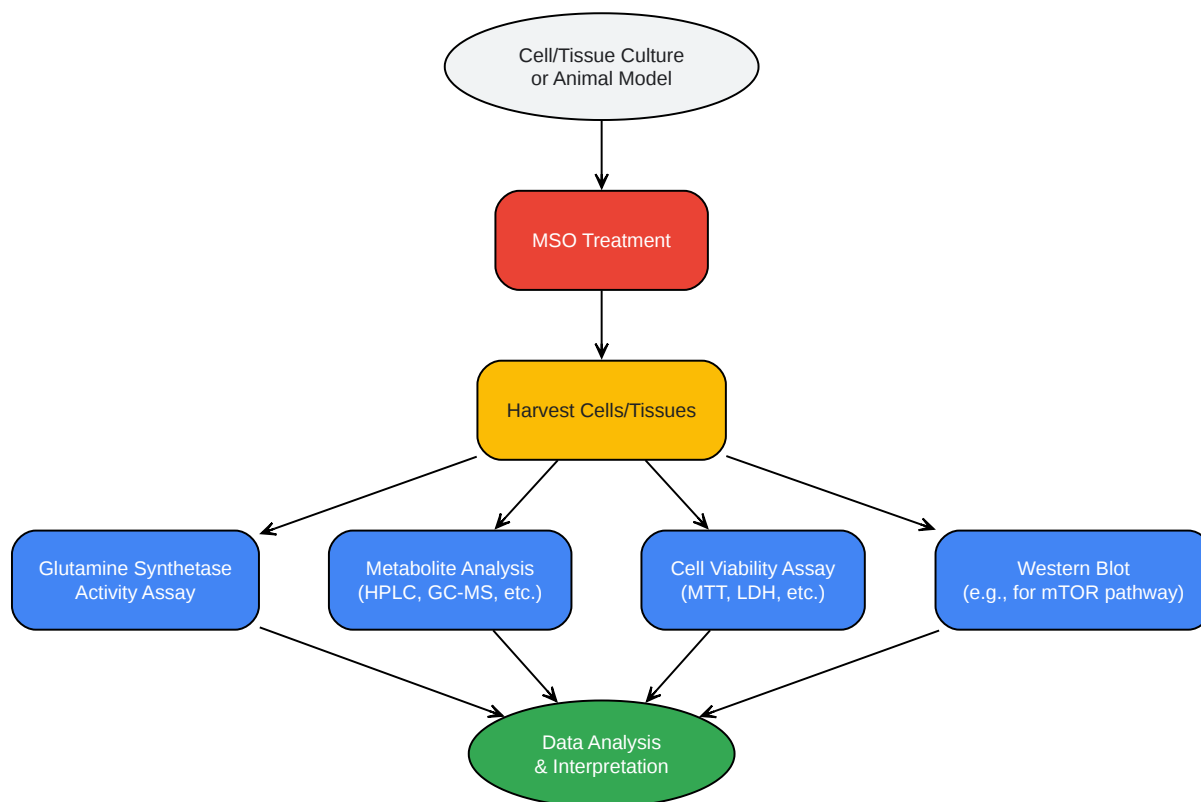 Cell/Tissue Culture
or Animal Model
MSO Treatment
Harvest Cells/Tissues
Glutamine Synthetase
Activity Assay
Metabolite Analysis
(HPLC, GC-MS, etc.)
Cell Viability Assay
(MTT, LDH, etc.)
Western Blot
(e.g., for mTOR pathway)
Data Analysis
& Interpretation